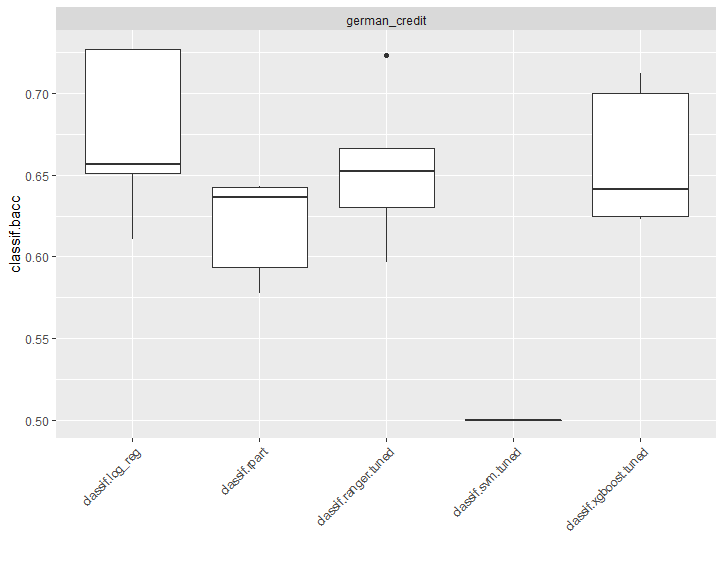 german_credit
classif.bacc
0.70
0.65
0.60
0.55
0.50
classif.log_reg
classif.rpart
classif.ranger.tuned
classif.svm.tuned
classif.xgboost.tuned